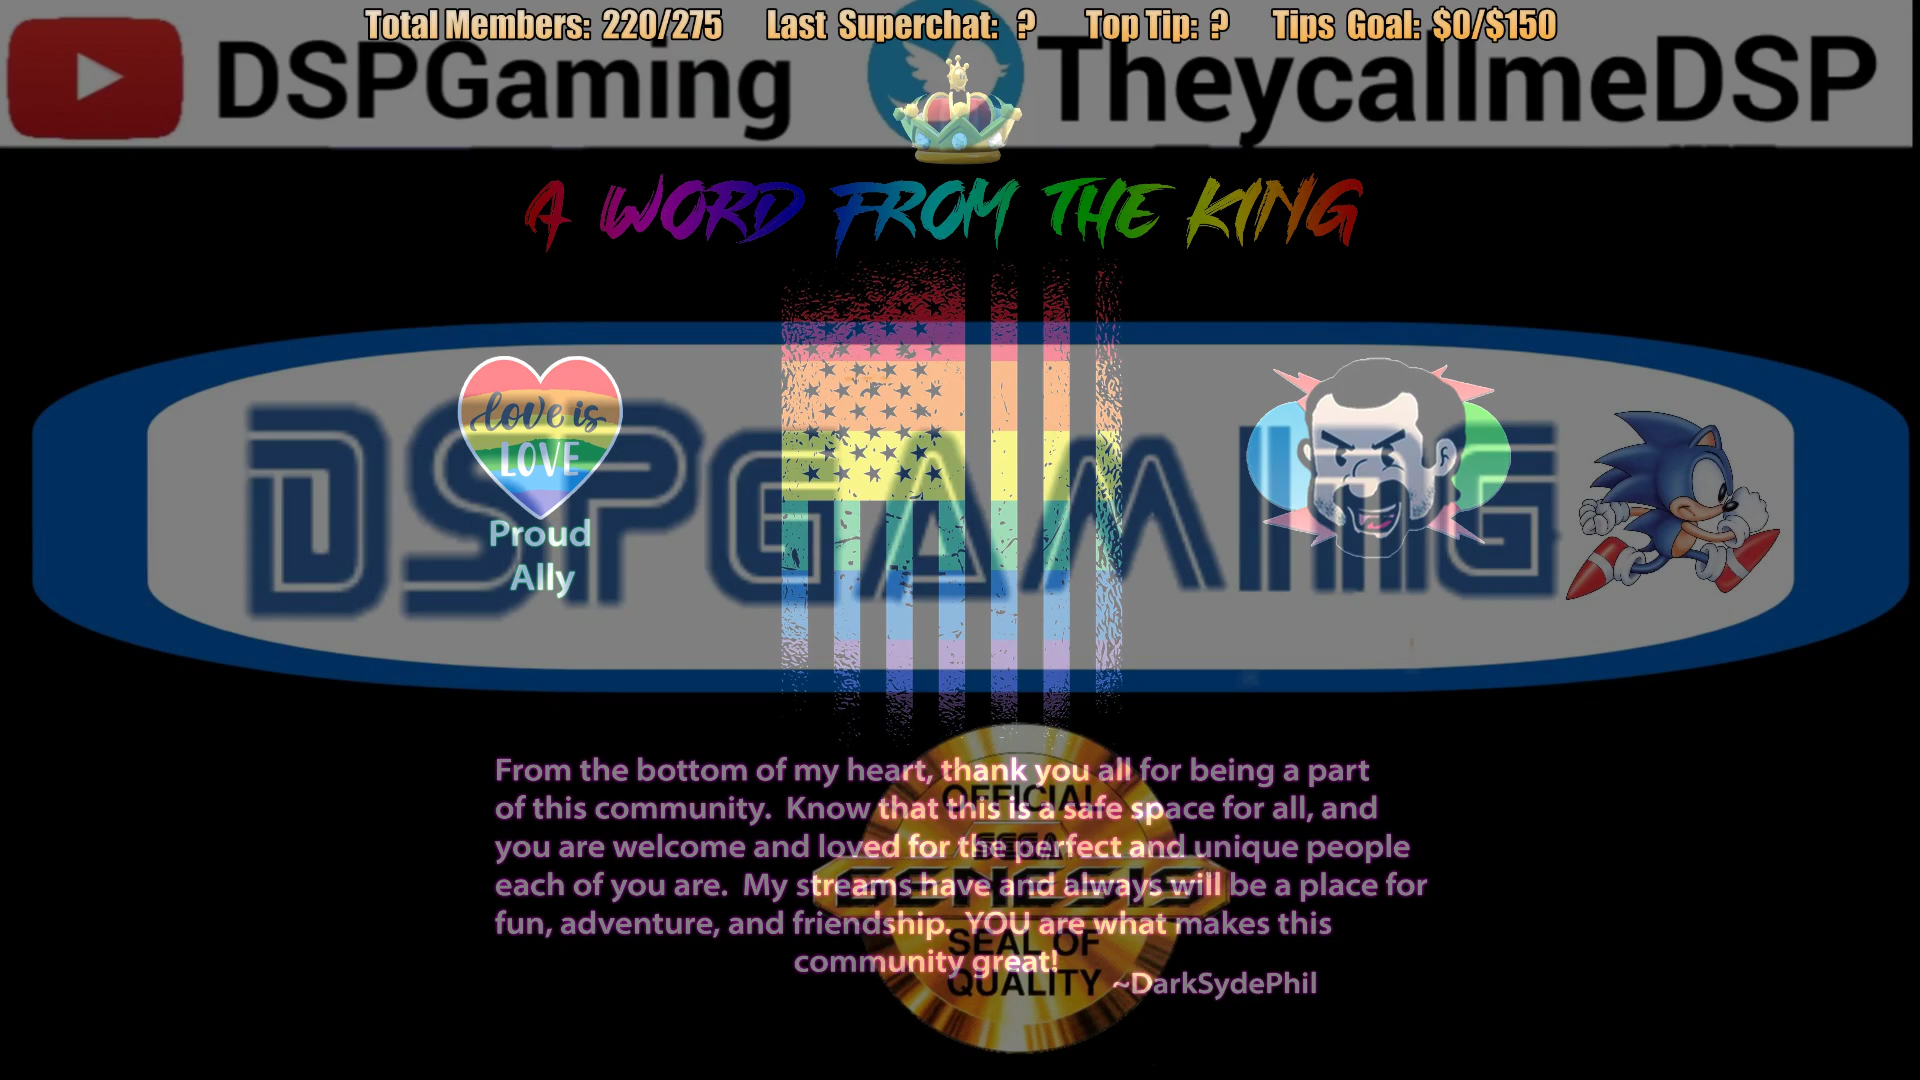 Total Members: 220/275 Last Superchat: ? Top Tip: ? Tips Goal: $0/$150
DSPGaming TheycallmeDSP
A WORD FROM THE KING
love is
LOVE
Proud
Ally
DSPGAMING
From the bottom of my heart, thank you all for being a part
of this community. Know that this is a safe space for all, and
you are welcome and loved for the perfect and unique people
each of you are. My streams have and always will be a place for
fun, adventure, and friendship. YOU are what makes this
community great!
~DarkSydePhil
OFFICIAL
SEGA
GENESIS
SEAL OF
QUALITY